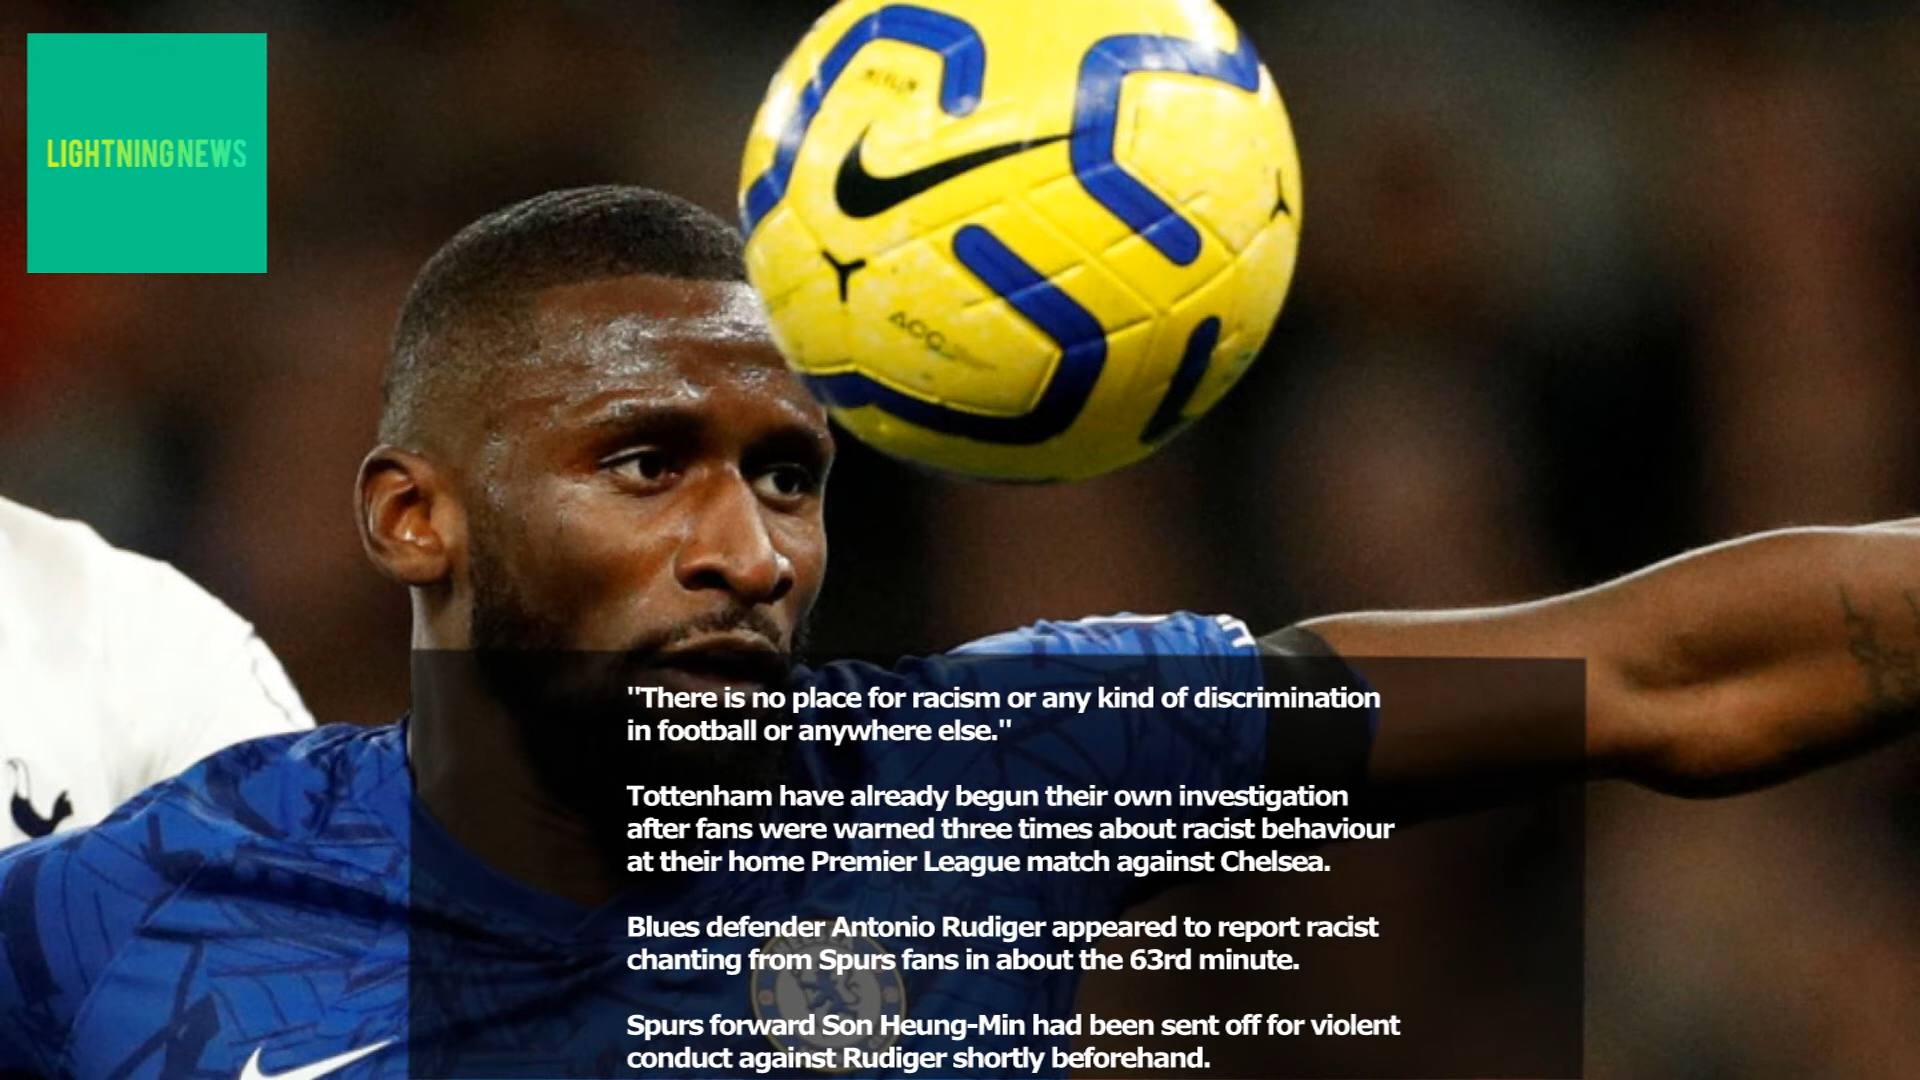 LIGHTNING NEWS
"There is no place for racism or any kind of discrimination
in football or anywhere else."
Tottenham have already begun their own investigation
after fans were warned three times about racist behaviour
at their home Premier League match against Chelsea.
Blues defender Antonio Rudiger appeared to report racist
chanting from Spurs fans in about the 63rd minute.
Spurs forward Son Heung-Min had been sent off for violent
conduct against Rudiger shortly beforehand.